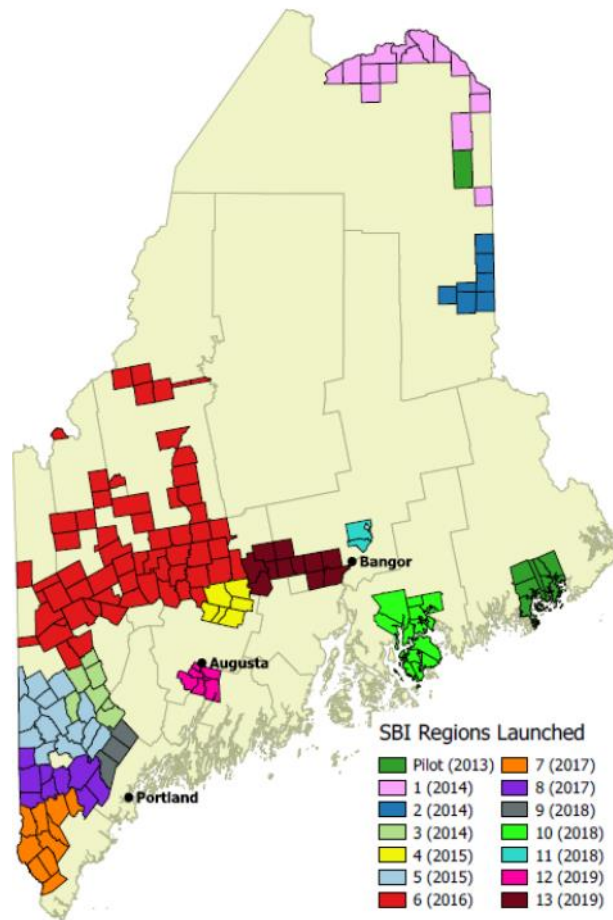 Bangor
Augusta
Portland
SBI Regions Launched
Pilot (2013) 7 (2017)
1 (2014) 8 (2017)
2 (2014) 9 (2018)
3 (2014) 10 (2018)
4 (2015) 11 (2018)
5 (2015) 12 (2019)
6 (2016) 13 (2019)